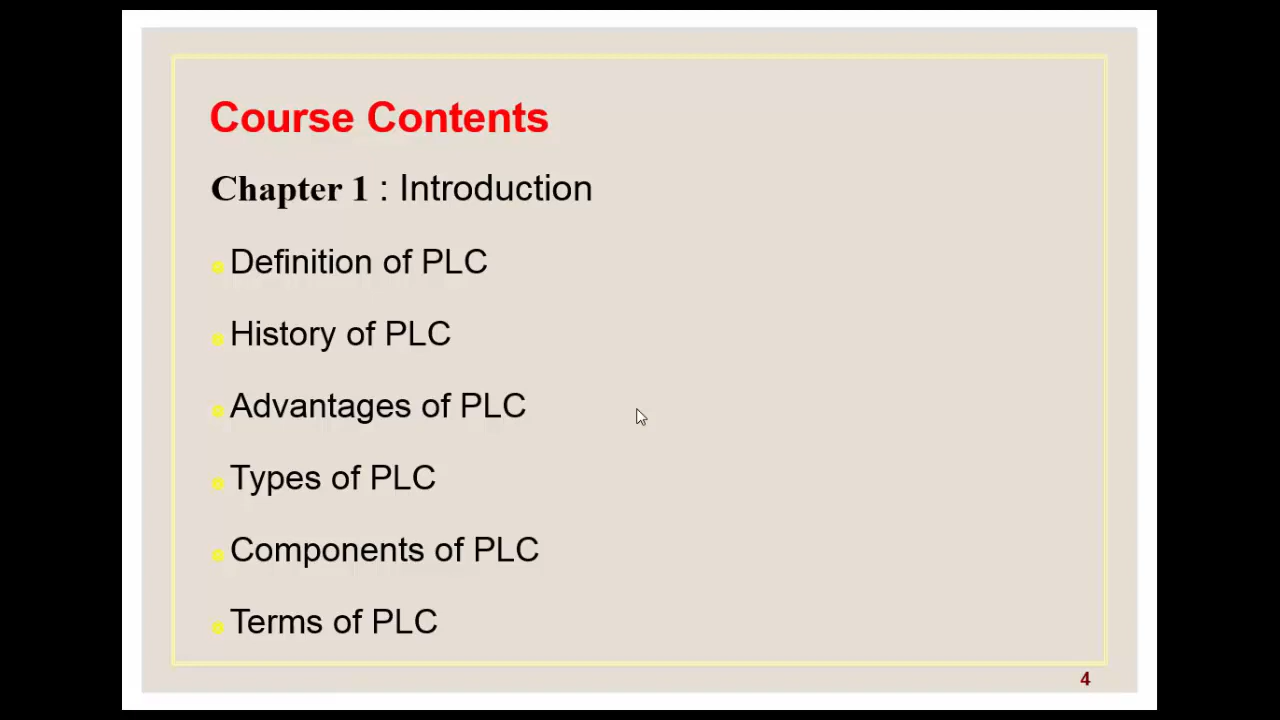 Course Contents
Chapter 1 : Introduction
Definition of PLC
History of PLC
Advantages of PLC
Types of PLC
Components of PLC
Terms of PLC
4